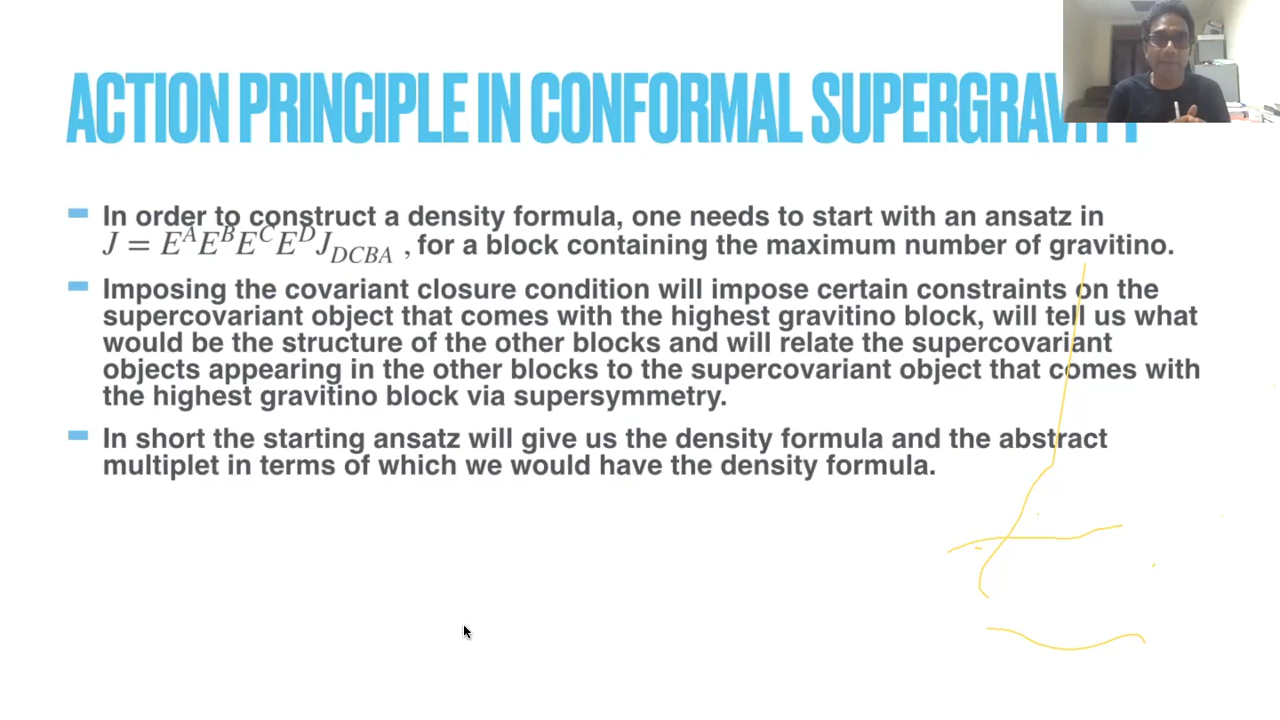 ACTION PRINCIPLE IN CONFORMAL SUPERGRAVITY
In order to construct a density formula, one needs to start with an ansatz in
J = E^A E^B E^C E^D J_{DCBA} , for a block containing the maximum number of gravitino.
Imposing the covariant closure condition will impose certain constraints on the
supercovariant object that comes with the highest gravitino block, will tell us what
would be the structure of the other blocks and will relate the supercovariant
objects appearing in the other blocks to the supercovariant object that comes with
the highest gravitino block via supersymmetry.
In short the starting ansatz will give us the density formula and the abstract
multiplet in terms of which we would have the density formula.